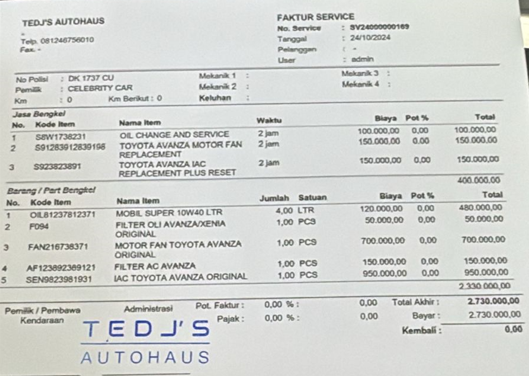 TEDJ'S AUTOHAUS
-
Telp. 081246756010
Fax. -
FAKTUR SERVICE
No. Service : SV24000000169
Tanggal : 24/10/2024
Pelanggan : -
User : admin
No Polisi : DK 1737 CU
Pemilik : CELEBRITY CAR
Km : 0 Km Berikut : 0
Mekanik 1 :
Mekanik 2 :
Keluhan :
Mekanik 3 :
Mekanik 4 :
Jasa Bengkel
No. Kode Item Nama Item Waktu Biaya Pot % Total
1 S8W1738231 OIL CHANGE AND SERVICE 2 jam 100.000,00 0,00 100.000,00
2 S91283912839198 TOYOTA AVANZA MOTOR FAN REPLACEMENT 2 jam 150.000,00 0,00 150.000,00
3 S923823891 TOYOTA AVANZA IAC REPLACEMENT PLUS RESET 2 jam 150.000,00 0,00 150.000,00
400.000,00
Barang / Part Bengkel
No. Kode Item Nama Item Jumlah Satuan Biaya Pot % Total
1 OIL81237812371 MOBIL SUPER 10W40 LTR 4,00 LTR 120.000,00 0,00 480.000,00
2 F094 FILTER OLI AVANZA/XENIA ORIGINAL 1,00 PCS 50.000,00 0,00 50.000,00
3 FAN216738371 MOTOR FAN TOYOTA AVANZA ORIGINAL 1,00 PCS 700.000,00 0,00 700.000,00
4 AF123892389121 FILTER AC AVANZA 1,00 PCS 150.000,00 0,00 150.000,00
5 SEN9823981931 IAC TOYOTA AVANZA ORIGINAL 1,00 PCS 950.000,00 0,00 950.000,00
2.330.000,00
Pemilik / Pembawa Kendaraan
Administrasi
Pot. Faktur : 0,00 % : 0,00 Total Akhir : 2.730.000,00
Pajak : 0,00 % : 0,00 Bayar : 2.730.000,00
Kembali : 0,00
TEDJ'S
AUTOHAUS